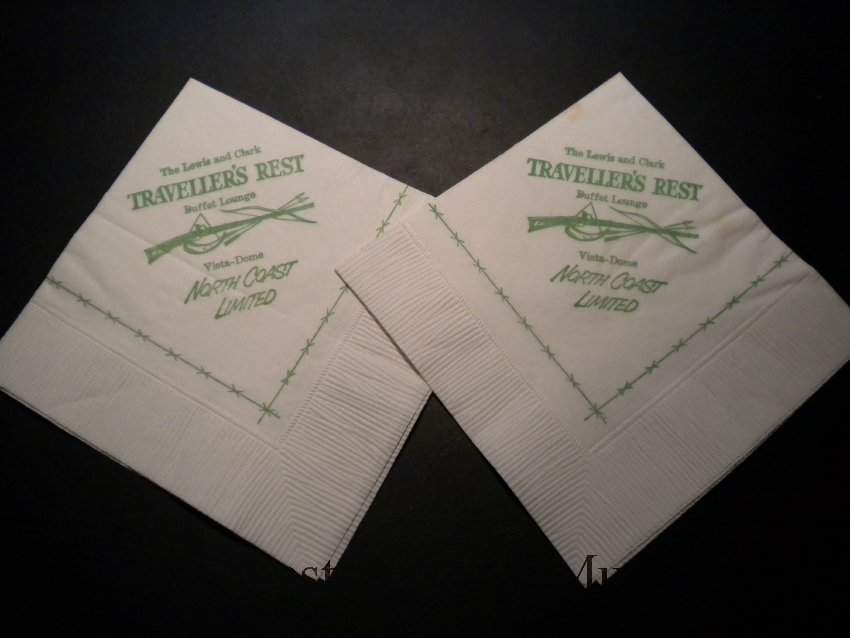 The Lewis and Clark
TRAVELLER'S REST
Buffet Lounge
Vista-Dome
NORTH COAST
LIMITED
The Lewis and Clark
TRAVELLER'S REST
Buffet Lounge
Vista-Dome
NORTH COAST
LIMITED